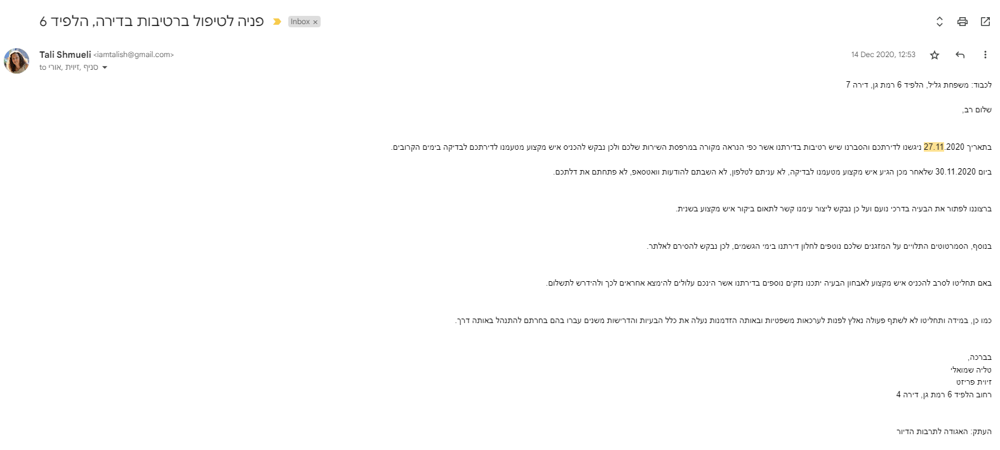 פניה לטיפול ברטיבות בדירה, הלפיד 6
Inbox ×
Tali Shmueli <iamtalish@gmail.com>
14 Dec 2020, 12:53
to סניף, זיוית, אורי
לכבוד: משפחת גליל, הלפיד 6 רמת גן, דירה 7
שלום רב,
בתאריך 27.11.2020 ניגשנו לדירתכם והסברנו שיש רטיבות בדירתנו אשר כפי הנראה מקורה במרפסת השירות שלכם ולכן נבקש להכניס איש מקצוע מטעמנו לדירתכם לבדיקה בימים הקרובים.
ביום 30.11.2020 שלאחר מכן הגיע איש מקצוע מטעמנו לבדיקה, לא עניתם לטלפון, לא השבתם להודעות וואטסאפ, לא פתחתם את דלתכם.
ברצוננו לפתור את הבעיה בדרכי נועם ועל כן נבקש ליצור עימנו קשר לתאום ביקור איש מקצוע בשנית.
בנוסף, הסמרטוטים התלויים על המזגנים שלכם נוטפים לחלון דירתנו בימי הגשמים, לכן נבקש להסירם לאלתר.
באם תחליטו לסרב להכניס איש מקצוע לאבחון הבעיה יתכנו נזקים נוספים בדירתנו אשר הינכם עלולים להימצא אחראים לכך ולהידרש לתשלום.
כמו כן, במידה ותחליטו לא לשתף פעולה נאלץ לפנות לערכאות משפטיות ובאותה הזדמנות נעלה את כלל הבעיות והדרישות משנים עברו בהם בחרתם להתנהל באותה דרך.
בברכה,
טליה שמואלי
זיוית פריזט
רחוב הלפיד 6 רמת גן, דירה 4
העתק: האגודה לתרבות הדיור